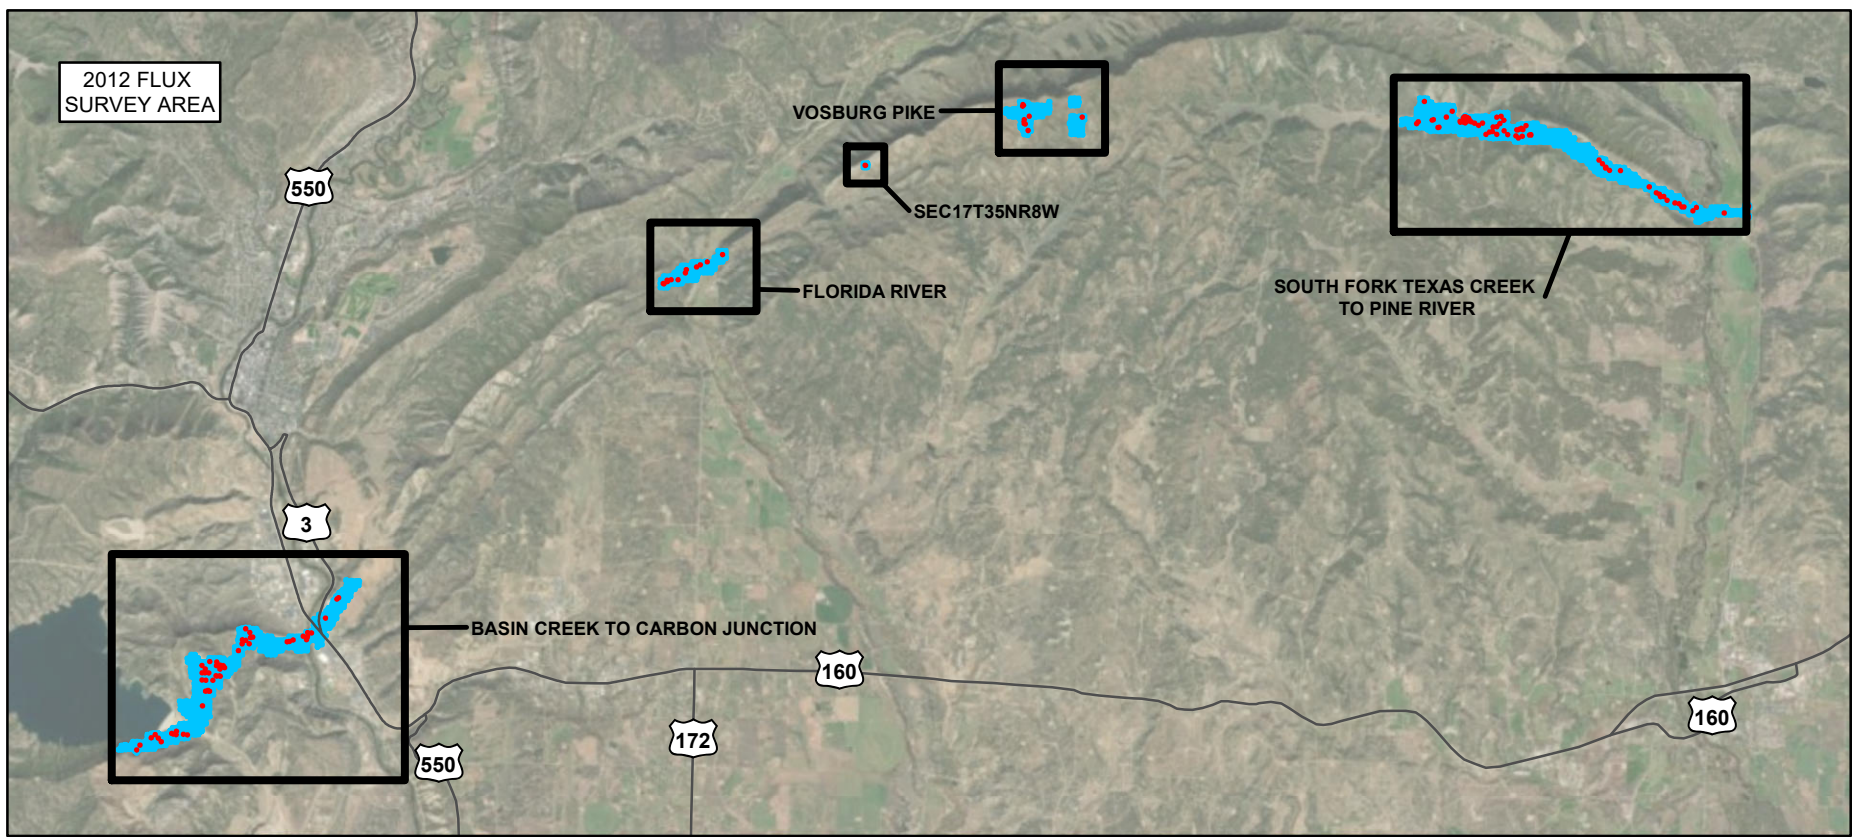 2012 FLUX
SURVEY AREA
VOSBURG PIKE
550
SEC17T35NR8W
FLORIDA RIVER
SOUTH FORK TEXAS CREEK
TO PINE RIVER
3
BASIN CREEK TO CARBON JUNCTION
160
160
172
550